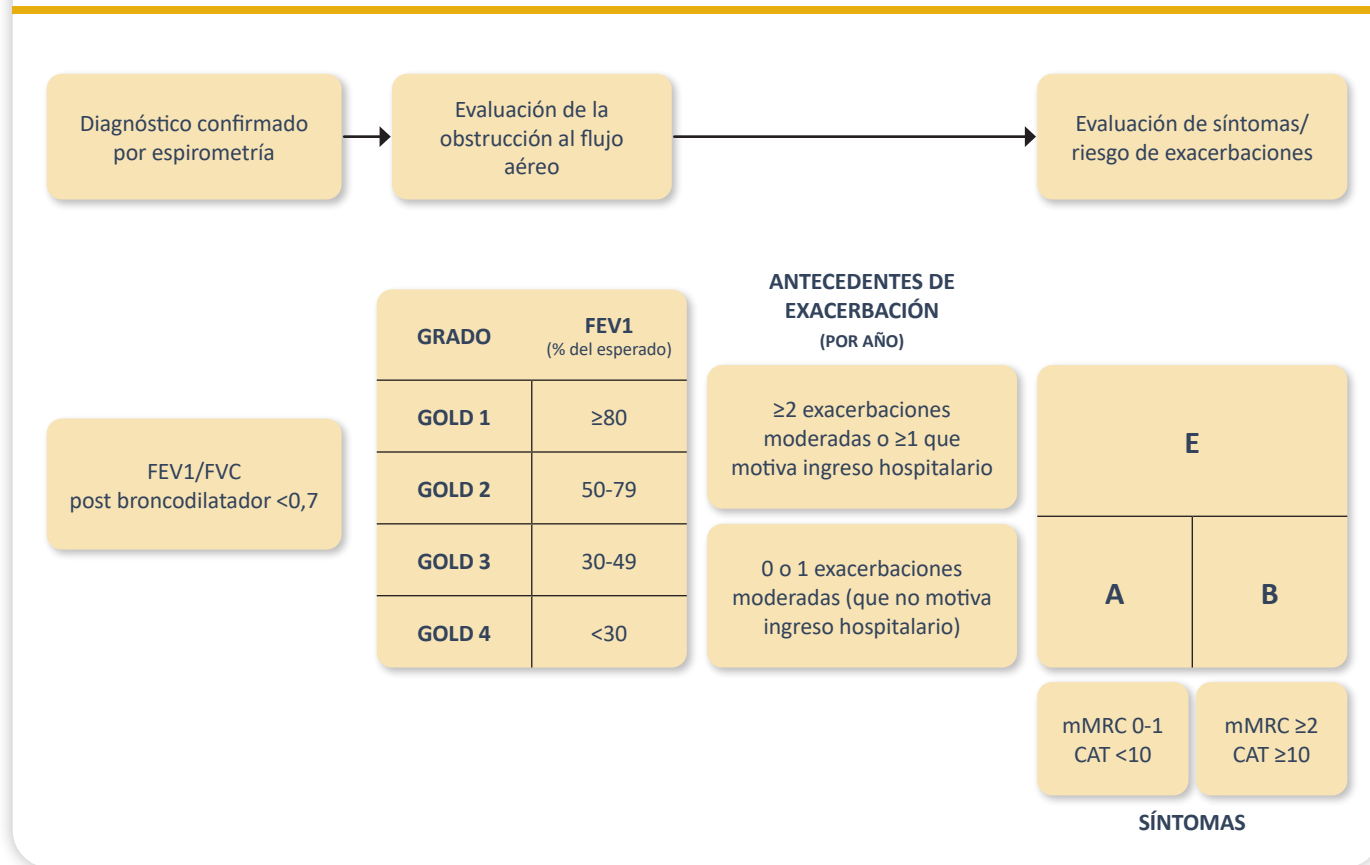 Diagnóstico confirmado
por espirometría
Evaluación de la
obstrucción al flujo
aéreo
Evaluación de síntomas/
riesgo de exacerbaciones
FEV1/FVC
post broncodilatador <0,7
GRADO
FEV1
(% del esperado)
GOLD 1
≥80
GOLD 2
50-79
GOLD 3
30-49
GOLD 4
<30
ANTECEDENTES DE
EXACERBACIÓN
(POR AÑO)
≥2 exacerbaciones
moderadas o ≥1 que
motiva ingreso hospitalario
0 o 1 exacerbaciones
moderadas (que no motiva
ingreso hospitalario)
E
A
B
mMRC 0-1
CAT <10
mMRC ≥2
CAT ≥10
SÍNTOMAS